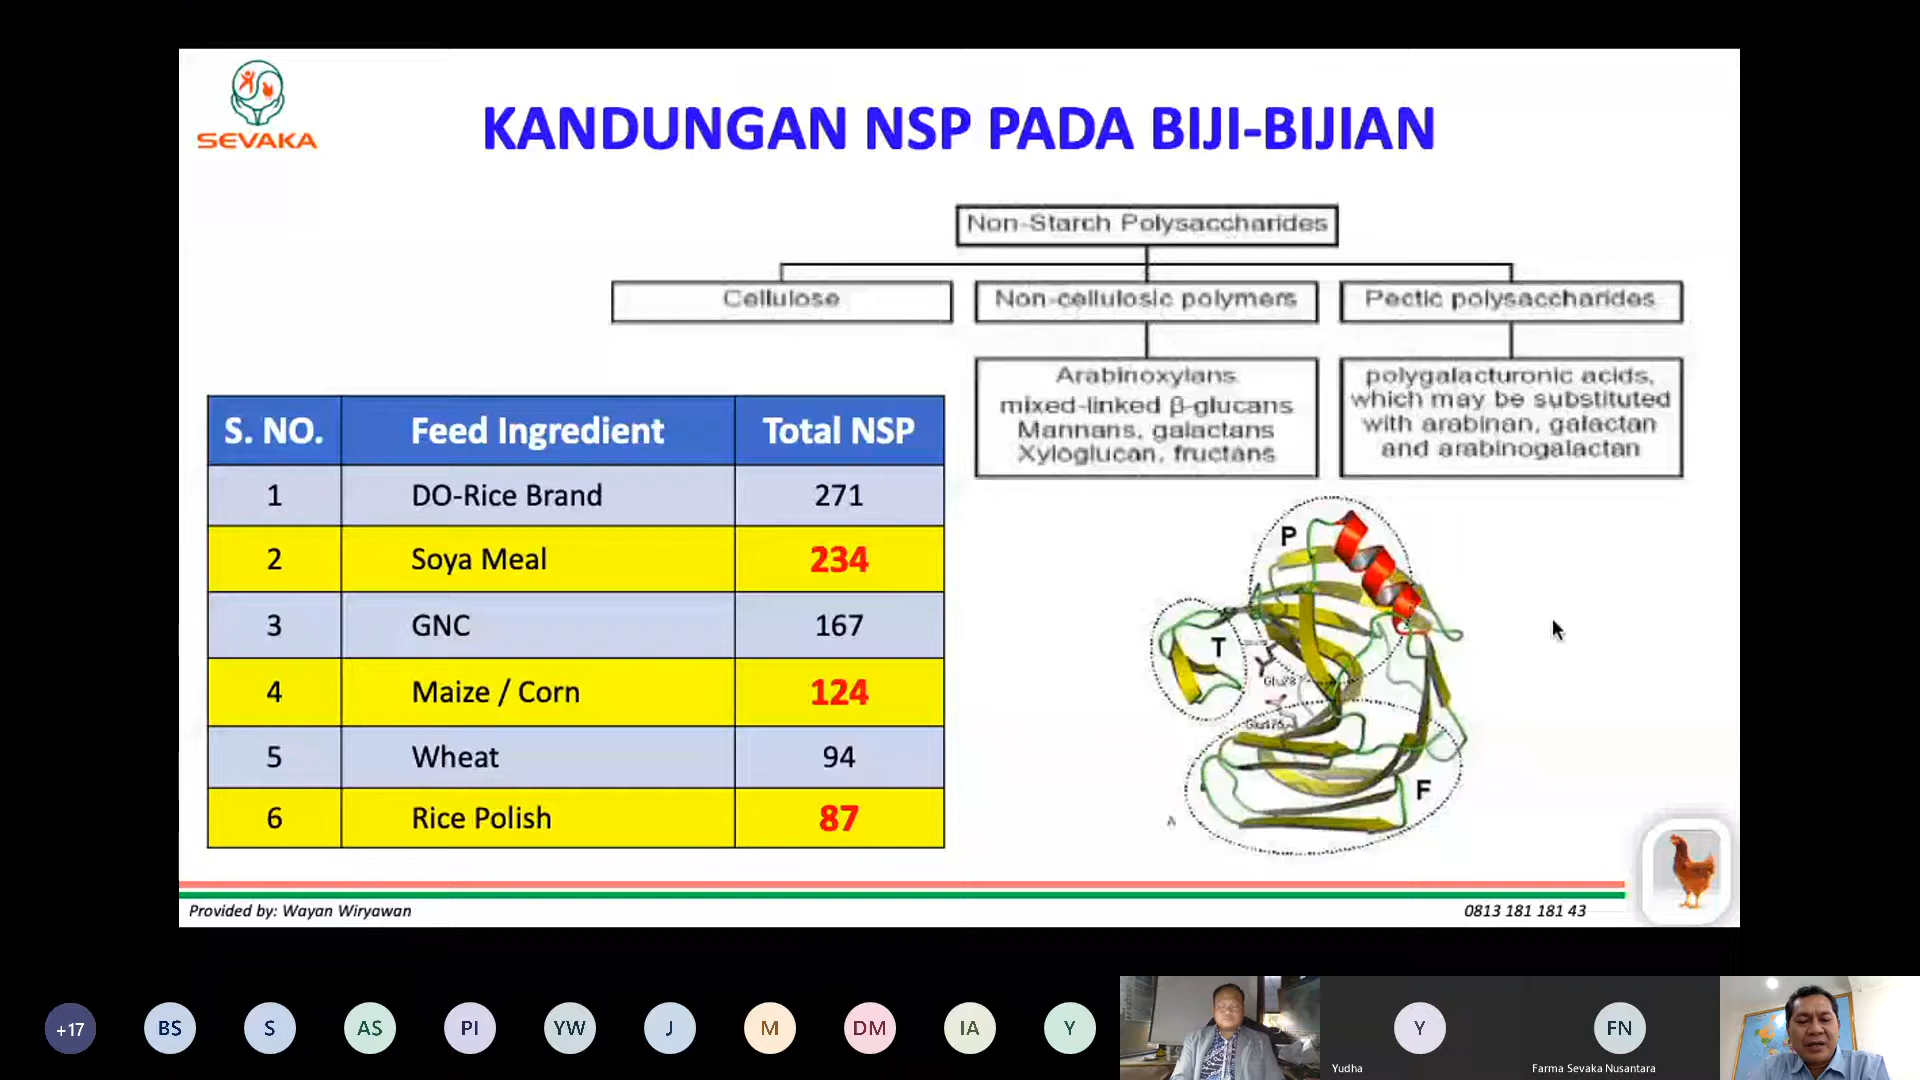 SEVAKA
KANDUNGAN NSP PADA BIJI-BIJIAN
Non-Starch Polysaccharides
Cellulose
Non-cellulosic polymers
Pectic polysaccharides
Arabinoxylans
mixed-linked β-glucans
Mannans, galactans
Xyloglucan, fructans
polygalacturonic acids,
which may be substituted
with arabinan, galactan
and arabinogalactan
S. NO. Feed Ingredient Total NSP
1 DO-Rice Brand 271
2 Soya Meal 234
3 GNC 167
4 Maize / Corn 124
5 Wheat 94
6 Rice Polish 87
P
T
F
A
Provided by: Wayan Wiryawan
0813 181 181 43
+17
BS
S
AS
PI
YW
J
M
DM
IA
Y
Y
FN
Yudha
Farma Sevaka Nusantara